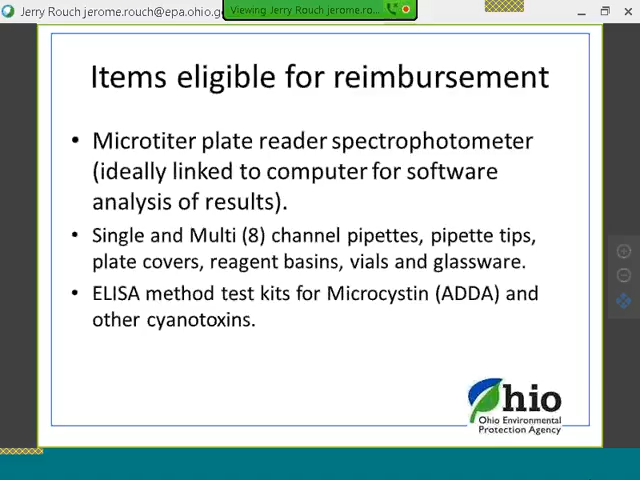 Jerry Rouch jerome.rouch@epa.ohio.g
Viewing Jerry Rouch jerome.ro...
Items eligible for reimbursement
• Microtiter plate reader spectrophotometer
(ideally linked to computer for software
analysis of results).
• Single and Multi (8) channel pipettes, pipette tips,
plate covers, reagent basins, vials and glassware.
• ELISA method test kits for Microcystin (ADDA) and
other cyanotoxins.
Ohio
Ohio Environmental
Protection Agency